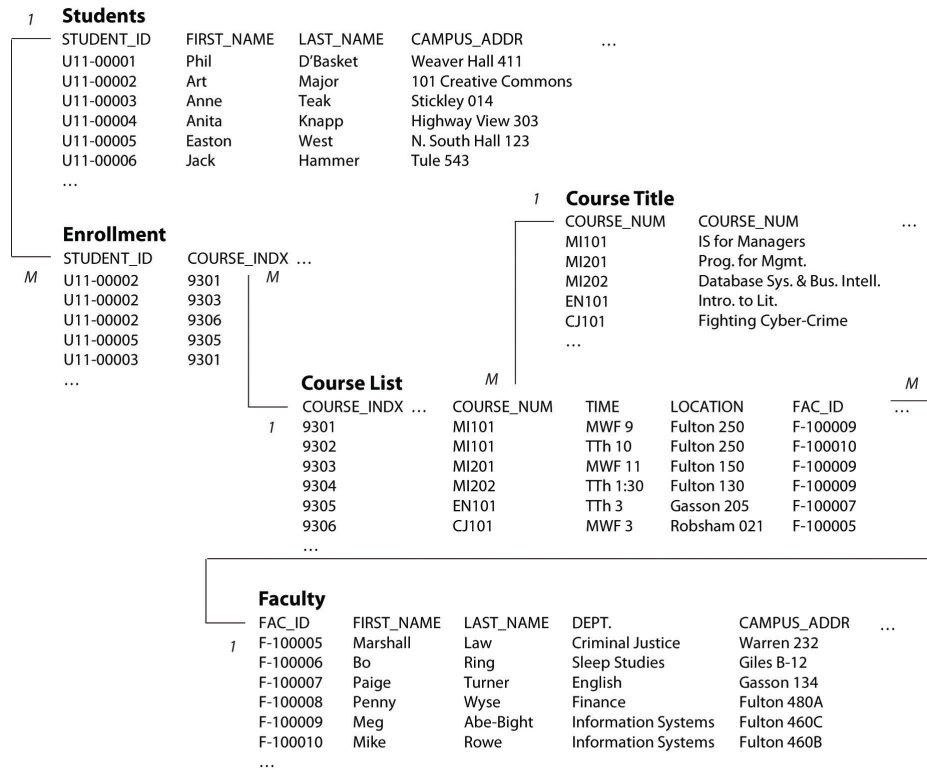 1 Students
STUDENT_ID FIRST_NAME LAST_NAME CAMPUS_ADDR …
U11-00001 Phil D’Basket Weaver Hall 411
U11-00002 Art Major 101 Creative Commons
U11-00003 Anne Teak Stickley 014
U11-00004 Anita Knapp Highway View 303
U11-00005 Easton West N. South Hall 123
U11-00006 Jack Hammer Tule 543
…
Enrollment
STUDENT_ID COURSE_INDX …
M U11-00002 9301 M
U11-00002 9303
U11-00002 9306
U11-00005 9305
U11-00003 9301
…
1 Course Title
COURSE_NUM COURSE_NUM …
MI101 IS for Managers
MI201 Prog. for Mgmt.
MI202 Database Sys. & Bus. Intell.
EN101 Intro. to Lit.
CJ101 Fighting Cyber-Crime
…
Course List M M
COURSE_INDX … COURSE_NUM TIME LOCATION FAC_ID …
1 9301 MI101 MWF 9 Fulton 250 F-100009
9302 MI101 TTh 10 Fulton 250 F-100010
9303 MI201 MWF 11 Fulton 150 F-100009
9304 MI202 TTh 1:30 Fulton 130 F-100009
9305 EN101 TTh 3 Gasson 205 F-100007
9306 CJ101 MWF 3 Robsham 021 F-100005
…
Faculty
FAC_ID FIRST_NAME LAST_NAME DEPT. CAMPUS_ADDR …
1 F-100005 Marshall Law Criminal Justice Warren 232
F-100006 Bo Ring Sleep Studies Giles B-12
F-100007 Paige Turner English Gasson 134
F-100008 Penny Wyse Finance Fulton 480A
F-100009 Meg Abe-Bight Information Systems Fulton 460C
F-100010 Mike Rowe Information Systems Fulton 460B
…